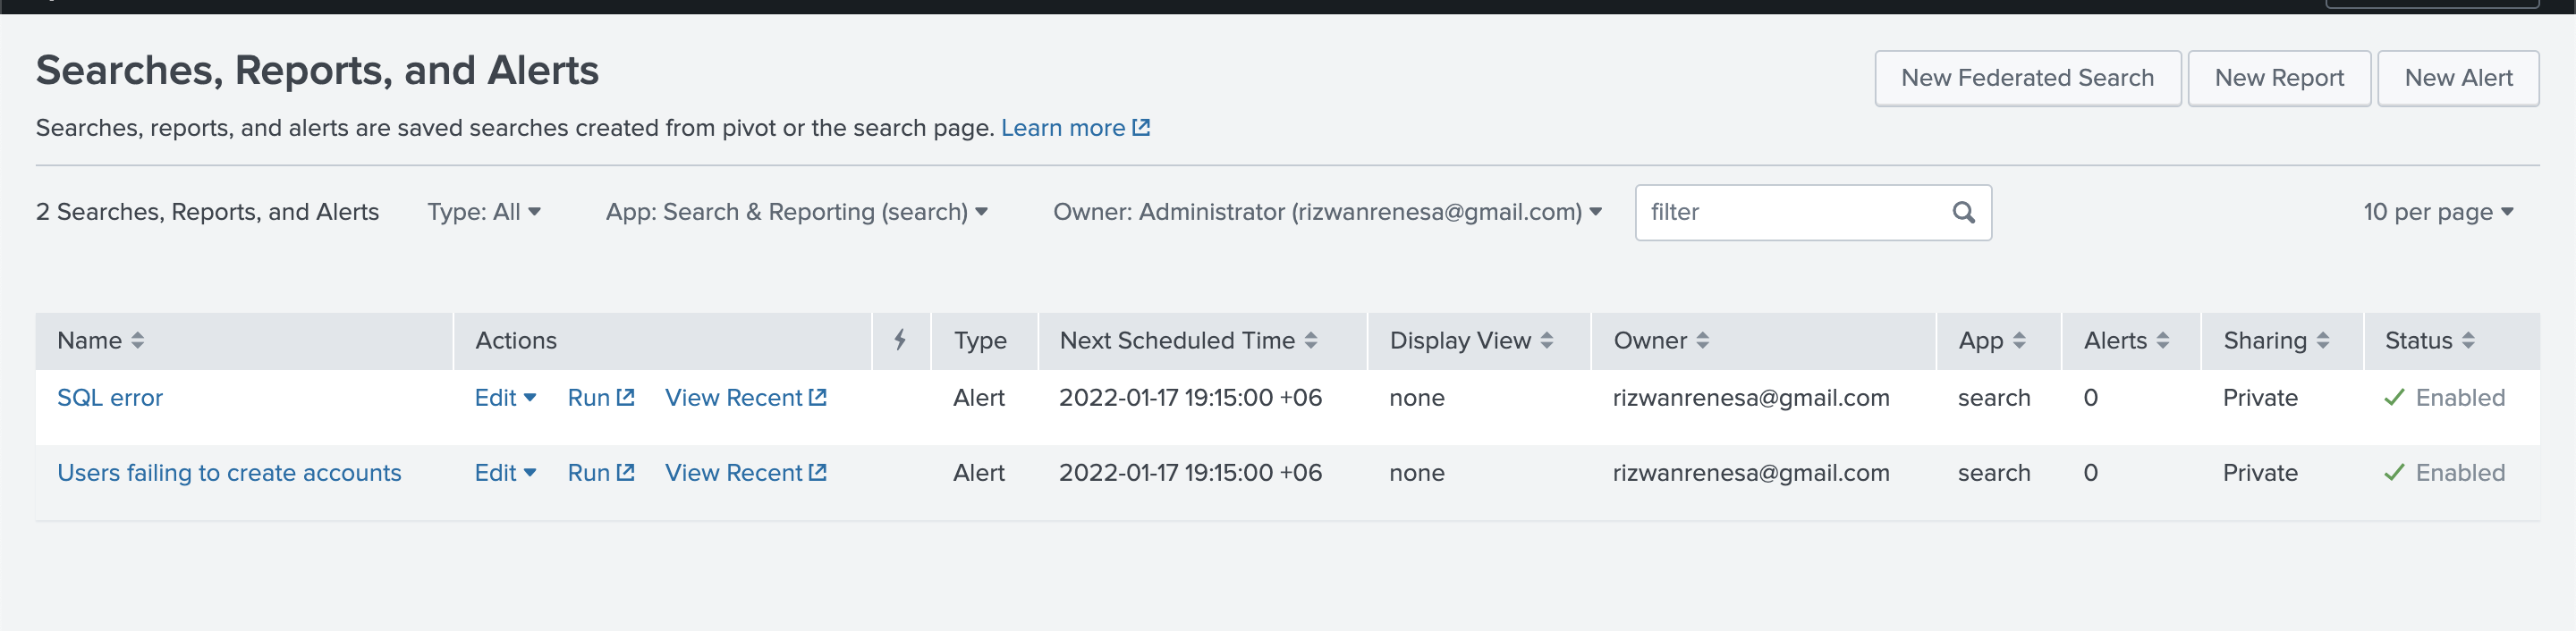 Searches, Reports, and Alerts
New Federated Search New Report New Alert
Searches, reports, and alerts are saved searches created from pivot or the search page. Learn more
2 Searches, Reports, and Alerts Type: All App: Search & Reporting (search) Owner: Administrator (rizwanrenesa@gmail.com) filter 10 per page
Name Actions Type Next Scheduled Time Display View Owner App Alerts Sharing Status
SQL error Edit Run View Recent Alert 2022-01-17 19:15:00 +06 none rizwanrenesa@gmail.com search 0 Private Enabled
Users failing to create accounts Edit Run View Recent Alert 2022-01-17 19:15:00 +06 none rizwanrenesa@gmail.com search 0 Private Enabled